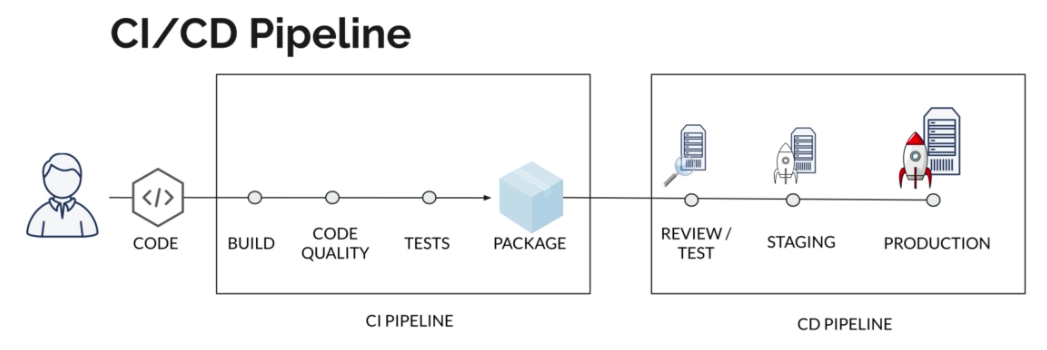 CI/CD Pipeline
</>
CODE
BUILD
CODE
QUALITY
TESTS
PACKAGE
REVIEW /
TEST
STAGING
PRODUCTION
CI PIPELINE
CD PIPELINE